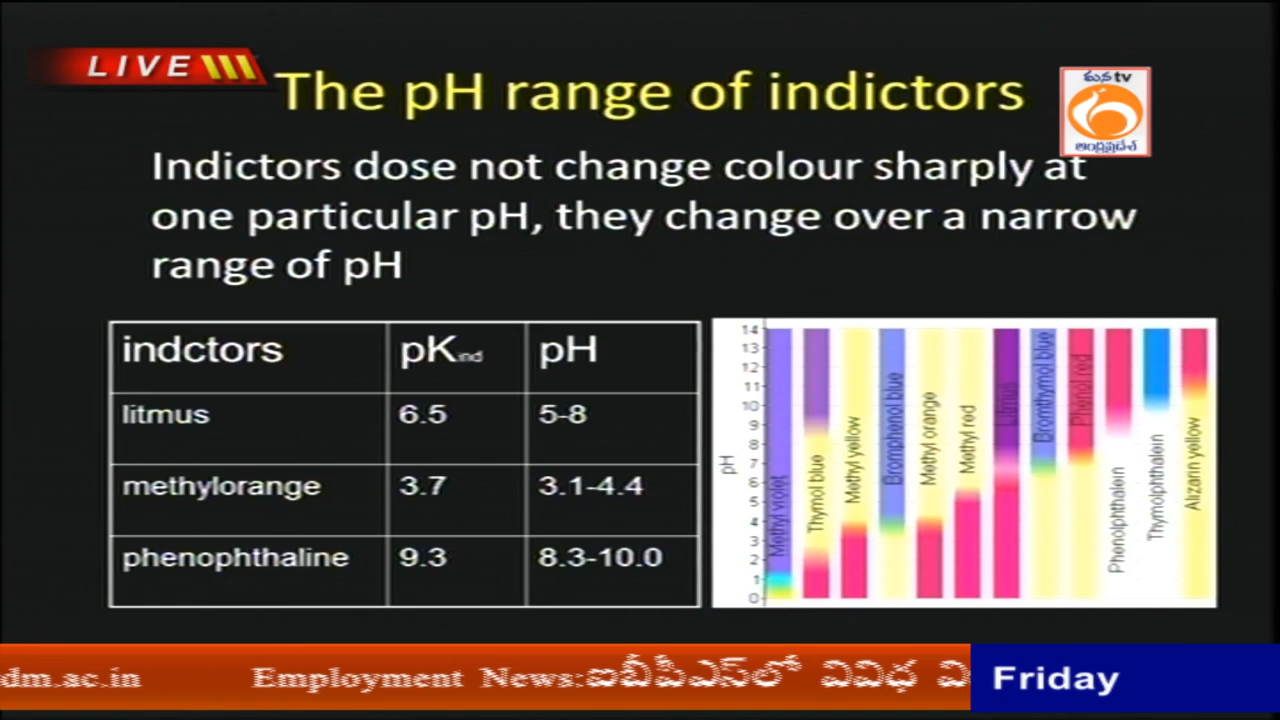 LIVE
The pH range of indictors
మన tv
ఆంధ్రప్రదేశ్
Indictors dose not change colour sharply at
one particular pH, they change over a narrow
range of pH
indctors pKind pH
litmus 6.5 5-8
methylorange 3.7 3.1-4.4
phenophthaline 9.3 8.3-10.0
14
13
12
11
10
9
8
7
6
5
4
3
2
1
0
pH
Methyl violet
Thymol blue
Methyl yellow
Bromphenol blue
Methyl orange
Methyl red
Litmus
Bromthymol blue
Phenol red
Phenolphthalein
Thymolphthalein
Alizarin yellow
dm.ac.in Employment News:ఐబీపీఎస్‌లో వివిధ వి
Friday